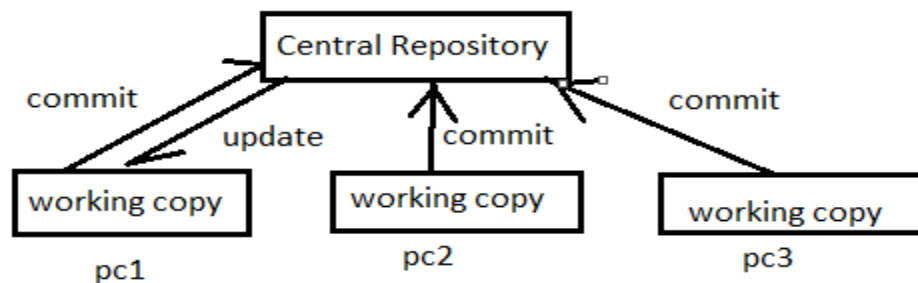 Central Repository
commit
update
commit
commit
working copy
working copy
working copy
pc1
pc2
pc3